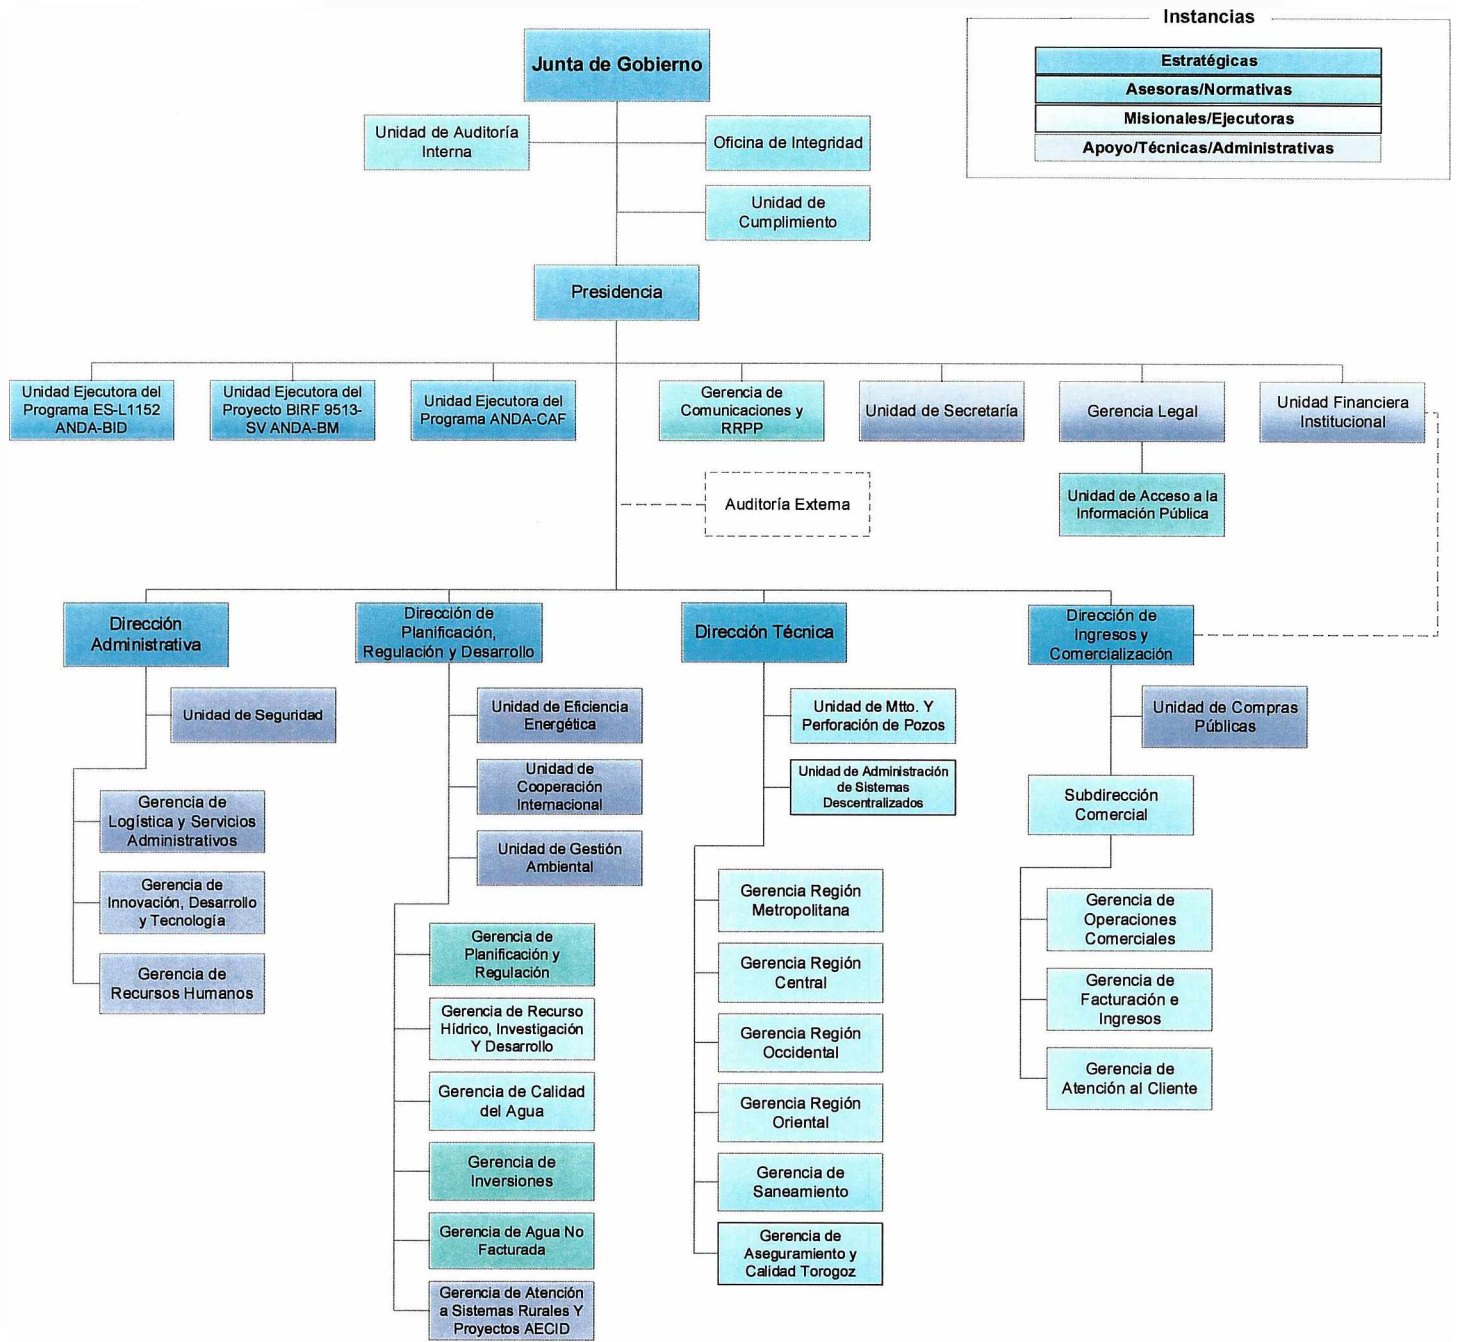 Instancias
Estratégicas
Asesoras/Normativas
Misionales/Ejecutoras
Apoyo/Técnicas/Administrativas
Junta de Gobierno
Unidad de Auditoría
Interna
Oficina de Integridad
Unidad de
Cumplimiento
Presidencia
Unidad Ejecutora del
Programa ES-L1152
ANDA-BID
Unidad Ejecutora del
Proyecto BIRF 9513-
SV ANDA-BM
Unidad Ejecutora del
Programa ANDA-CAF
Gerencia de
Comunicaciones y
RRPP
Unidad de Secretaría
Gerencia Legal
Unidad Financiera
Institucional
Auditoría Externa
Unidad de Acceso a la
Información Pública
Dirección
Administrativa
Unidad de Seguridad
Gerencia de
Logística y Servicios
Administrativos
Gerencia de
Innovación, Desarrollo
y Tecnología
Gerencia de
Recursos Humanos
Dirección de
Planificación,
Regulación y Desarrollo
Unidad de Eficiencia
Energética
Unidad de
Cooperación
Internacional
Unidad de Gestión
Ambiental
Gerencia de
Planificación y
Regulación
Gerencia de Recurso
Hídrico, Investigación
Y Desarrollo
Gerencia de Calidad
del Agua
Gerencia de
Inversiones
Gerencia de Agua No
Facturada
Gerencia de Atención
a Sistemas Rurales Y
Proyectos AECID
Dirección Técnica
Unidad de Mtto. Y
Perforación de Pozos
Unidad de Administración
de Sistemas
Descentralizados
Gerencia Región
Metropolitana
Gerencia Región
Central
Gerencia Región
Occidental
Gerencia Región
Oriental
Gerencia de
Saneamiento
Gerencia de
Aseguramiento y
Calidad Torogoz
Dirección de
Ingresos y
Comercialización
Unidad de Compras
Públicas
Subdirección
Comercial
Gerencia de
Operaciones
Comerciales
Gerencia de
Facturación e
Ingresos
Gerencia de
Atención al Cliente